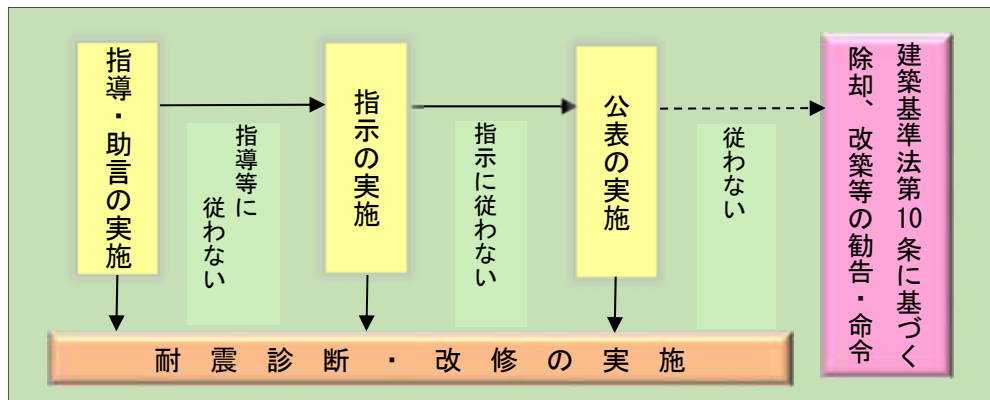 指導・助言の実施
指導等に
従わない
指示の実施
指示に従わない
公表の実施
従わない
建築基準法第10条に基づく
除却、改築等の勧告・命令
耐震診断・改修の実施